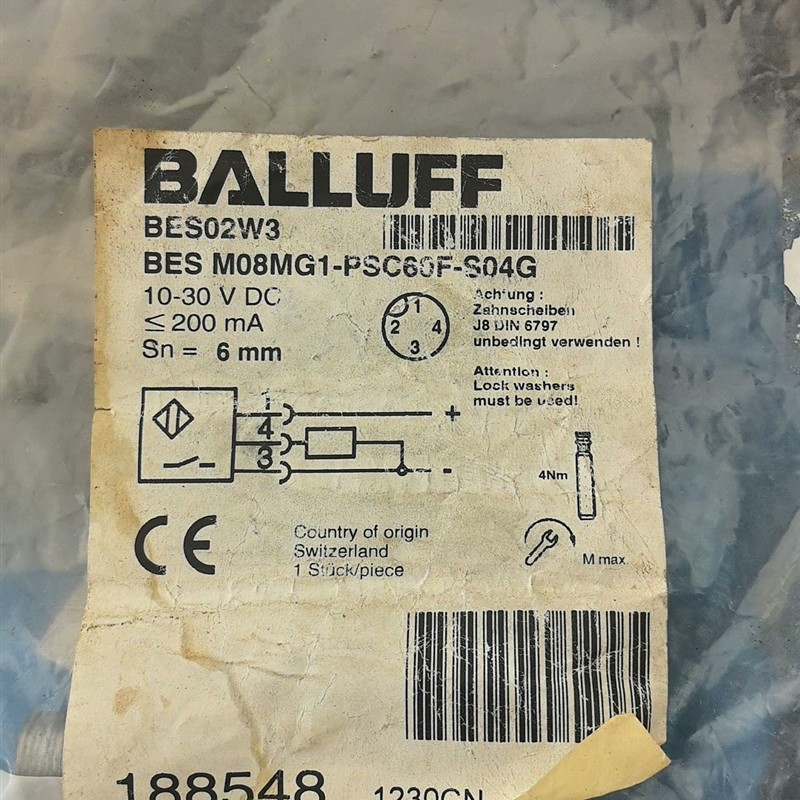 BALLUFF
BES02W3
BES M08MG1-PSC60F-S04G
10-30 V DC
≤ 200 mA
Sn = 6 mm
1
2 4
3
Achtung :
Zahnscheiben
J8 DIN 6797
unbedingt verwenden !
Attention :
Lock washers
must be used!
1
+
4
3
-
4Nm
M max.
CE
Country of origin
Switzerland
1 Stück/piece
188548
1230CN